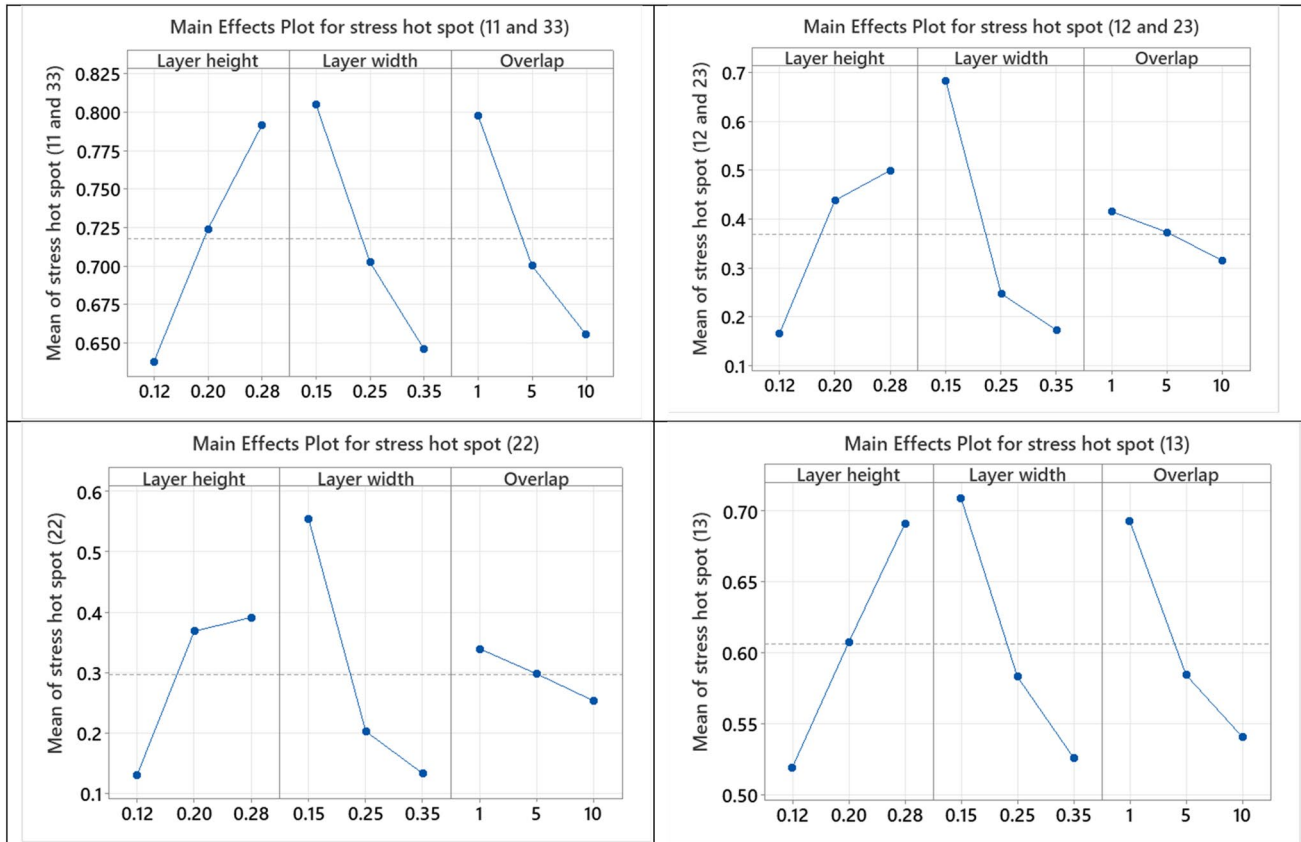 Main Effects Plot for stress hot spot (11 and 33)
Layer height Layer width Overlap
Mean of stress hot spot (11 and 33)
0.825
0.800
0.775
0.750
0.725
0.700
0.675
0.650
0.12 0.20 0.28 0.15 0.25 0.35 1 5 10
Main Effects Plot for stress hot spot (12 and 23)
Layer height Layer width Overlap
Mean of stress hot spot (12 and 23)
0.7
0.6
0.5
0.4
0.3
0.2
0.1
0.12 0.20 0.28 0.15 0.25 0.35 1 5 10
Main Effects Plot for stress hot spot (22)
Layer height Layer width Overlap
Mean of stress hot spot (22)
0.6
0.5
0.4
0.3
0.2
0.1
0.12 0.20 0.28 0.15 0.25 0.35 1 5 10
Main Effects Plot for stress hot spot (13)
Layer height Layer width Overlap
Mean of stress hot spot (13)
0.70
0.65
0.60
0.55
0.50
0.12 0.20 0.28 0.15 0.25 0.35 1 5 10